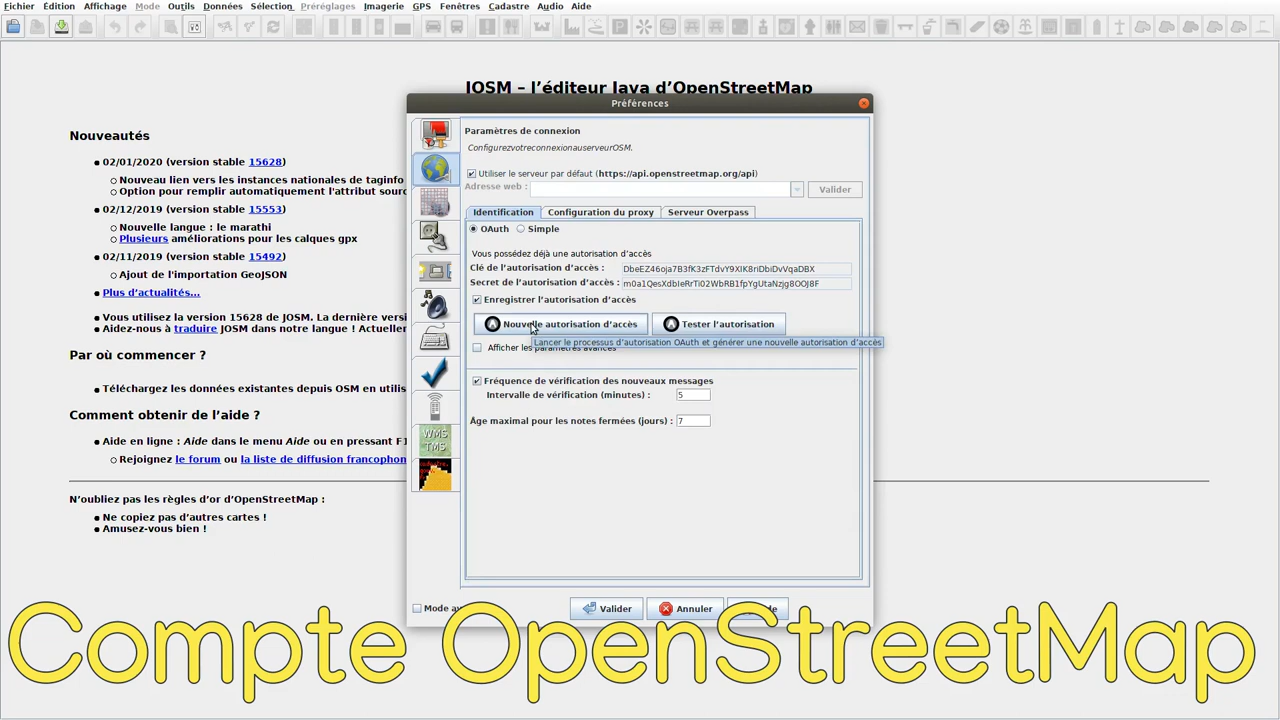 Fichier Édition Affichage Mode Outils Données Sélection Préréglages Imagerie GPS Fenêtres Cadastre Audio Aide
JOSM – l’éditeur Java d’OpenStreetMap
Préférences
Nouveautés
02/01/2020 (version stable 15628)
Nouveau lien vers les instances nationales de taginfo
Option pour remplir automatiquement l'attribut
02/12/2019 (version stable 15553)
Nouvelle langue : le marathi
Plusieurs améliorations pour les calques gpx
02/11/2019 (version stable 15492)
Ajout de l'importation GeoJSON
Plus d’actualités…
Vous utilisez la version 15628 de JOSM. La dernière
Aidez-nous à traduire JOSM dans notre langue !
Par où commencer ?
Téléchargez les données existantes depuis OSM en
Comment obtenir de l’aide ?
Aide en ligne : Aide dans le menu Aide ou en pressant
Rejoignez le forum ou la liste de diffusion
N’oubliez pas les règles d’or d’OpenStreetMap :
Ne copiez pas d’autres cartes !
Amusez-vous bien !
Paramètres de connexion
ConfigurezvotreconnexionauserveurOSM.
Utiliser le serveur par défaut (https://api.openstreetmap.org/api)
Adresse web : Valider
Identification Configuration du proxy Serveur Overpass
OAuth Simple
Vous possédez déjà une autorisation d’accès
Clé de l’autorisation d’accès :
Secret de l’autorisation d’accès :
Enregistrer l’autorisation d’accès
Nouvelle autorisation d’accès Tester l’autorisation
Lancer le processus d’autorisation OAuth et générer une nouvelle autorisation d’accès
Afficher les paramètres avancés
Fréquence de vérification des nouveaux messages
Intervalle de vérification (minutes) : 5
Âge maximal pour les notes fermées (jours) : 7
WMS
TMS
Mode Valider Annuler
Compte OpenStreetMap